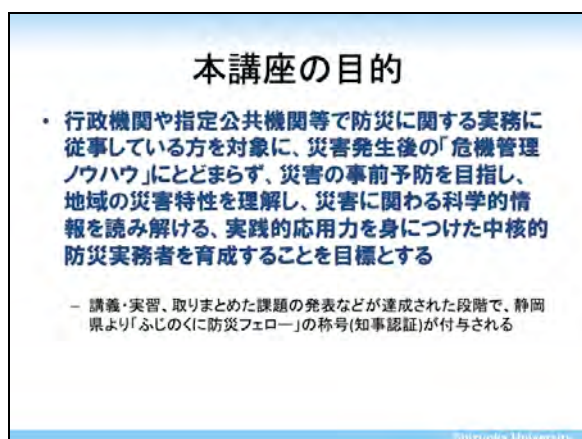 本講座の目的
・ 行政機関や指定公共機関等で防災に関する実務に
従事している方を対象に、災害発生後の「危機管理
ノウハウ」にとどまらず、災害の事前予防を目指し、
地域の災害特性を理解し、災害に関わる科学的情
報を読み解ける、実践的応用力を身につけた中核的
防災実務者を育成することを目標とする
– 講義・実習、取りまとめた課題の発表などが達成された段階で、静岡
県より「ふじのくに防災フェロー」の称号(知事認証)が付与される
Shizuoka University